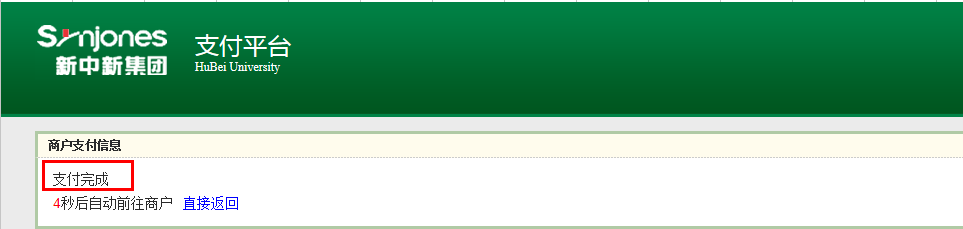 Synjones
新中新集团
支付平台
HuBei University
商户支付信息
支付完成
4秒后自动前往商户 直接返回